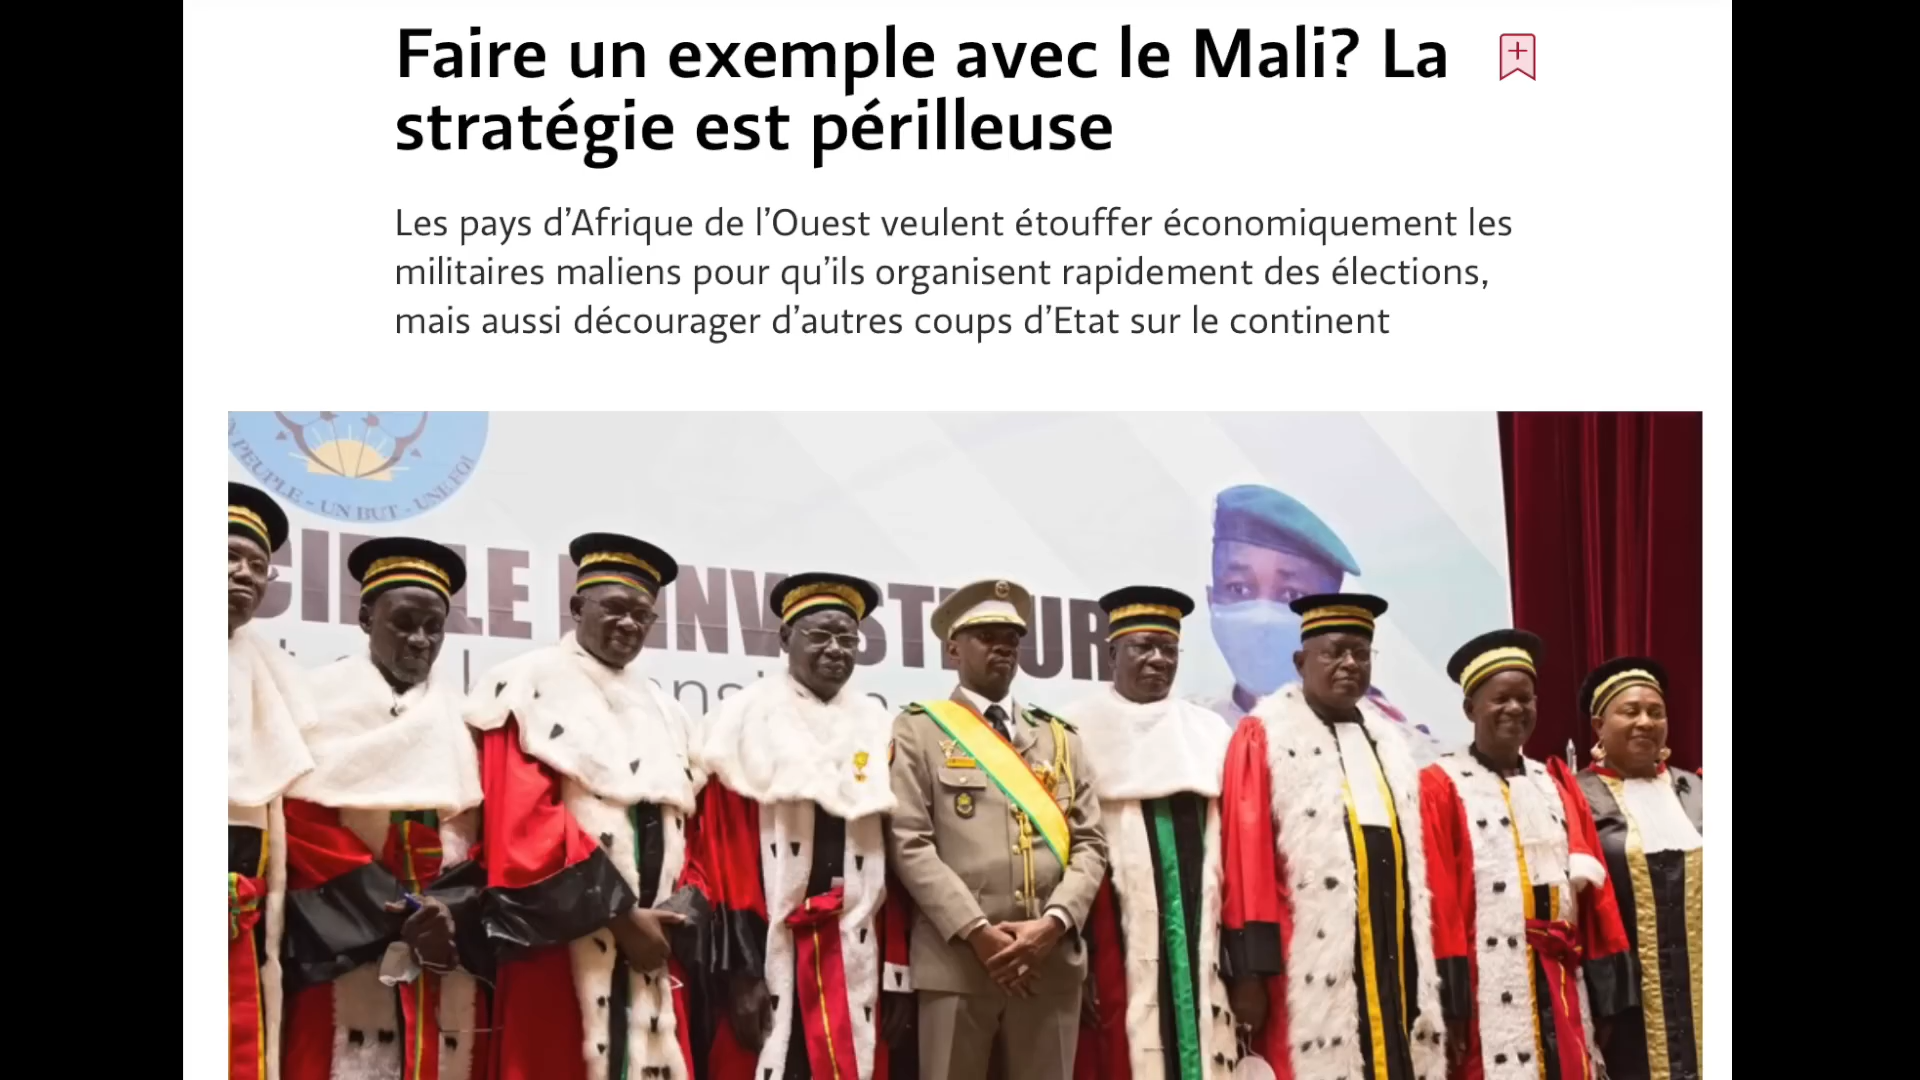 Faire un exemple avec le Mali? La
stratégie est périlleuse
Les pays d’Afrique de l’Ouest veulent étouffer économiquement les
militaires maliens pour qu’ils organisent rapidement des élections,
mais aussi décourager d’autres coups d’Etat sur le continent
PEUPLE - UN BUT - UNE FOI